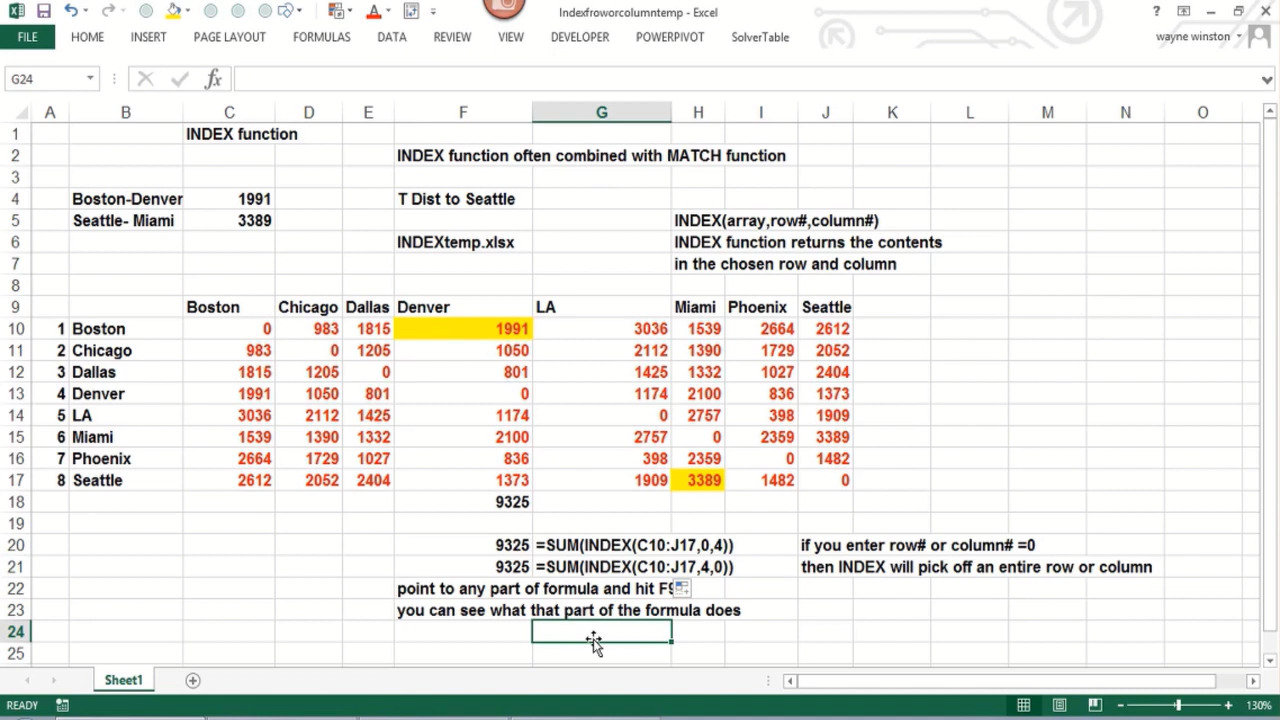 Indexfroworcolumntemp - Excel
?
FILE HOME INSERT PAGE LAYOUT FORMULAS DATA REVIEW VIEW DEVELOPER POWERPIVOT SolverTable wayne winston
G24 fx
A B C D E F G H I J K L M N O
1 INDEX function
2 INDEX function often combined with MATCH function
3
4 Boston-Denver 1991 T Dist to Seattle
5 Seattle- Miami 3389 INDEX(array,row#,column#)
6 INDEXtemp.xlsx INDEX function returns the contents
7 in the chosen row and column
8
9 Boston Chicago Dallas Denver LA Miami Phoenix Seattle
10 1 Boston 0 983 1815 1991 3036 1539 2664 2612
11 2 Chicago 983 0 1205 1050 2112 1390 1729 2052
12 3 Dallas 1815 1205 0 801 1425 1332 1027 2404
13 4 Denver 1991 1050 801 0 1174 2100 836 1373
14 5 LA 3036 2112 1425 1174 0 2757 398 1909
15 6 Miami 1539 1390 1332 2100 2757 0 2359 3389
16 7 Phoenix 2664 1729 1027 836 398 2359 0 1482
17 8 Seattle 2612 2052 2404 1373 1909 3389 1482 0
18 9325
19
20 9325 =SUM(INDEX(C10:J17,0,4)) if you enter row# or column# =0
21 9325 =SUM(INDEX(C10:J17,4,0)) then INDEX will pick off an entire row or column
22 point to any part of formula and hit F9
23 you can see what that part of the formula does
24
25
Sheet1
READY 130%